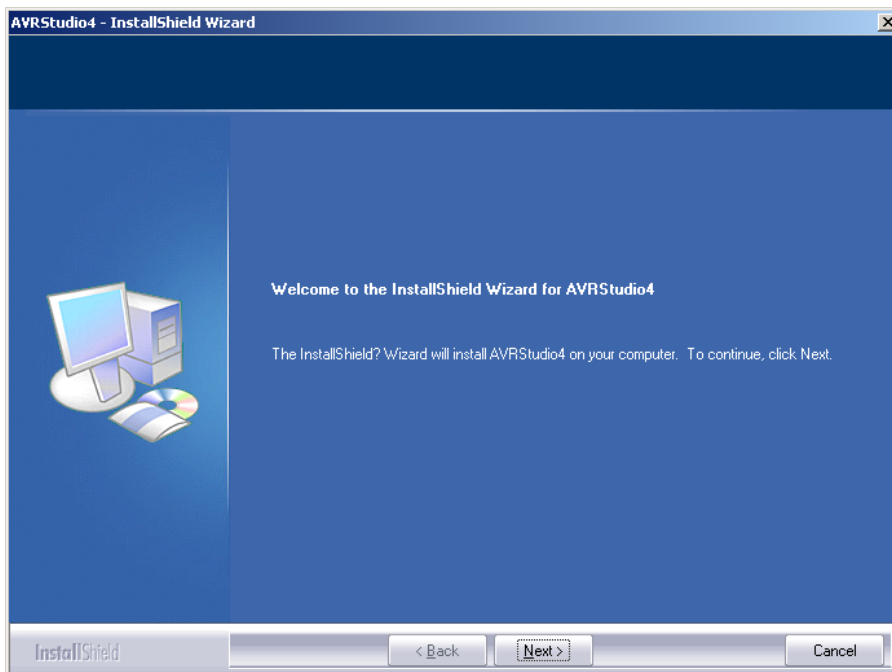 AVRStudio4 - InstallShield Wizard
Welcome to the InstallShield Wizard for AVRStudio4
The InstallShield? Wizard will install AVRStudio4 on your computer.  To continue, click Next.
InstallShield
< Back
Next >
Cancel